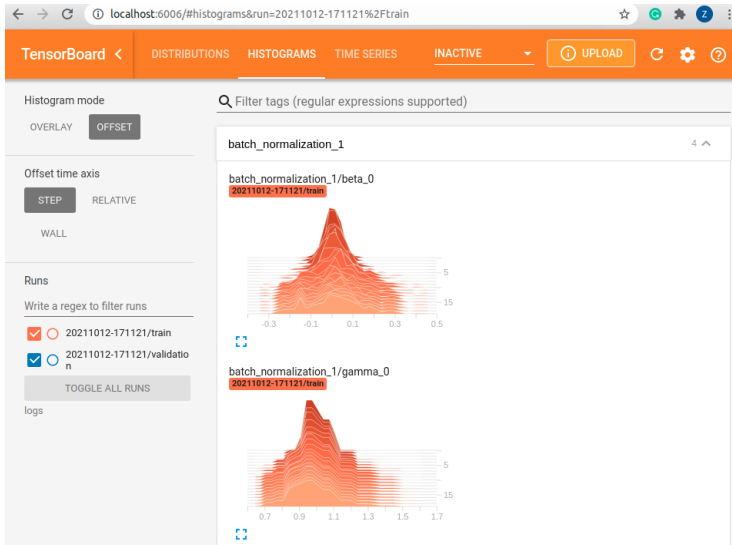 localhost:6006/#histograms&run=20211012-171121%2Ftrain
Z
TensorBoard
DISTRIBUTIONS
HISTOGRAMS
TIME SERIES
INACTIVE
UPLOAD
Histogram mode
OVERLAY
OFFSET
Offset time axis
STEP
RELATIVE
WALL
Runs
Write a regex to filter runs
20211012-171121/train
20211012-171121/validatio
n
TOGGLE ALL RUNS
logs
Filter tags (regular expressions supported)
batch_normalization_1
4
batch_normalization_1/beta_0
20211012-171121/train
5
15
-0.3 -0.1 0.1 0.3 0.5
batch_normalization_1/gamma_0
20211012-171121/train
5
15
0.7 0.9 1.1 1.3 1.5 1.7